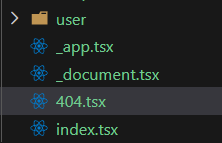 user
_app.tsx
_document.tsx
404.tsx
index.tsx